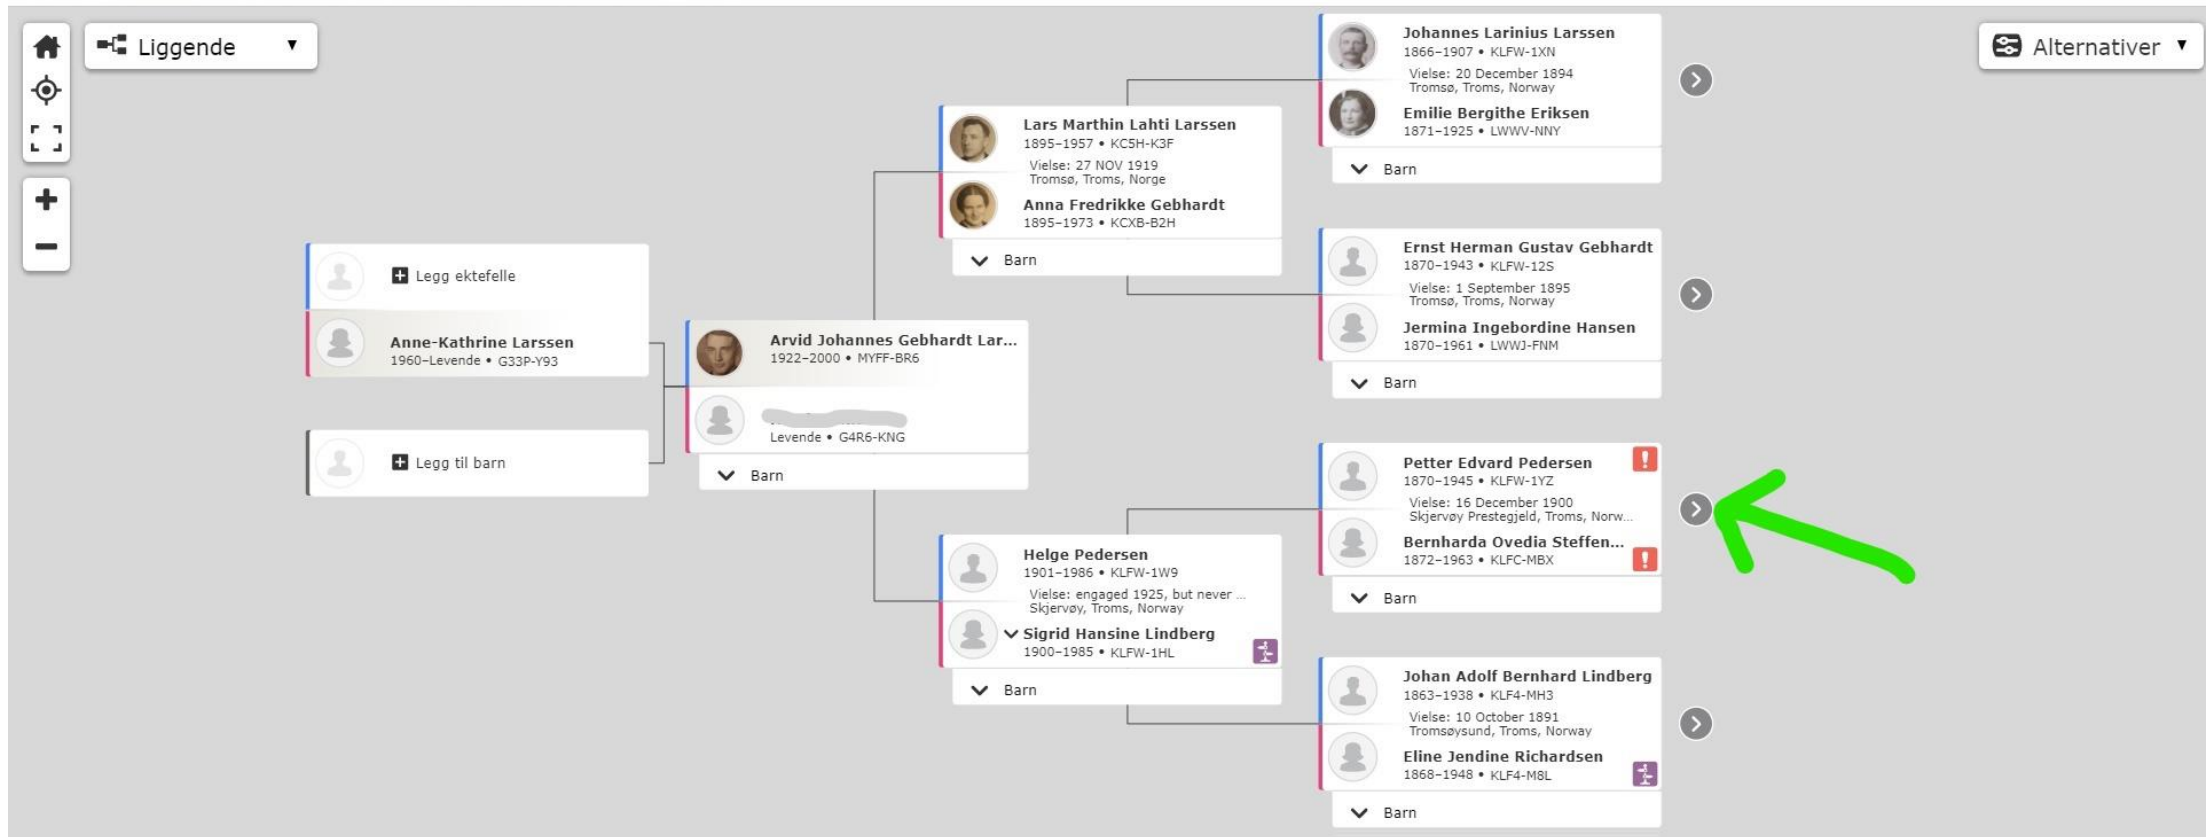 Liggende
Alternativer
Legg ektefelle
Anne-Kathrine Larssen
1960–Levende • G33P-Y93
Legg til barn
Arvid Johannes Gebhardt Lar...
1922–2000 • MYFF-BR6
Levende • G4R6-KNG
Barn
Lars Marthin Lahti Larssen
1895–1957 • KC5H-K3F
Vielse: 27 NOV 1919
Tromsø, Troms, Norge
Anna Fredrikke Gebhardt
1895–1973 • KCXB-B2H
Barn
Helge Pedersen
1901–1986 • KLFW-1W9
Vielse: engaged 1925, but never ...
Skjervøy, Troms, Norway
Sigrid Hansine Lindberg
1900–1985 • KLFW-1HL
Barn
Johannes Larinius Larssen
1866–1907 • KLFW-1XN
Vielse: 20 December 1894
Tromsø, Troms, Norway
Emilie Bergithe Eriksen
1871–1925 • LWWV-NNY
Barn
Ernst Herman Gustav Gebhardt
1870–1943 • KLFW-12S
Vielse: 1 September 1895
Tromsø, Troms, Norway
Jermina Ingebordine Hansen
1870–1961 • LWWJ-FNM
Barn
Petter Edvard Pedersen
1870–1945 • KLFW-1YZ
Vielse: 16 December 1900
Skjervøy Prestegjeld, Troms, Norw...
Bernharda Ovedia Steffen...
1872–1963 • KLFC-MBX
Barn
Johan Adolf Bernhard Lindberg
1863–1938 • KLF4-MH3
Vielse: 10 October 1891
Tromsøysund, Troms, Norway
Eline Jendine Richardsen
1868–1948 • KLF4-M8L
Barn